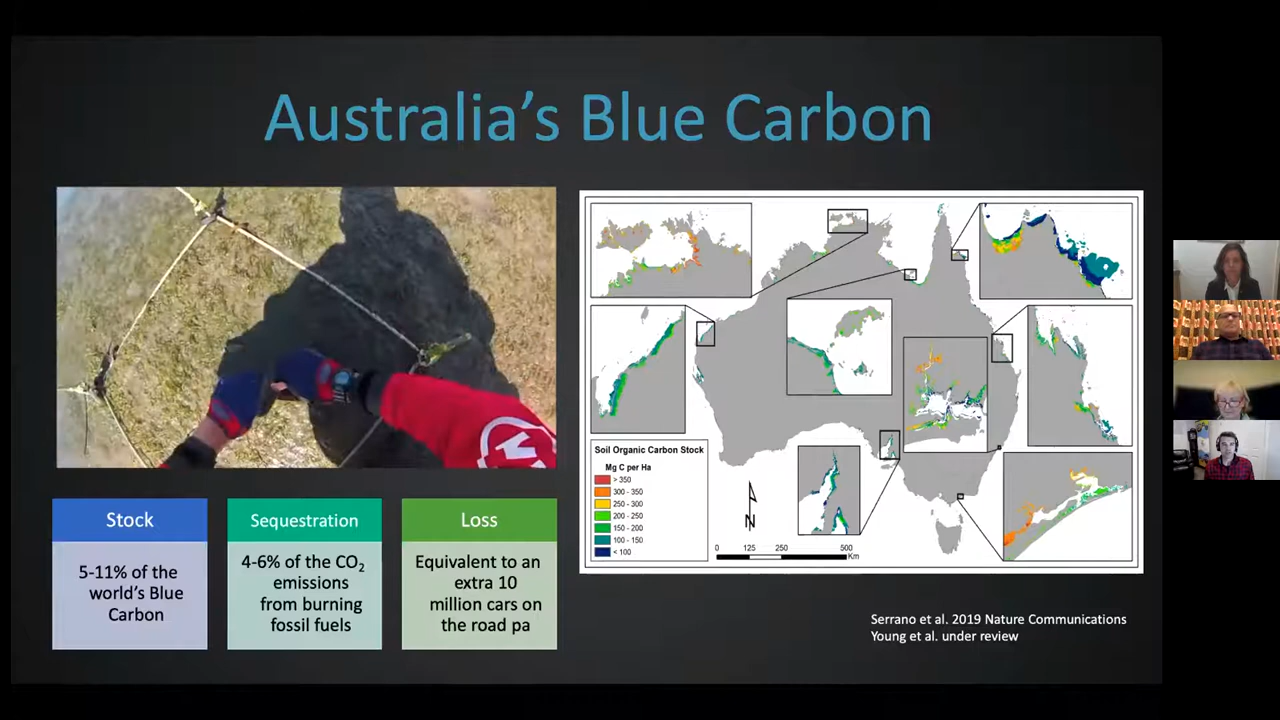 Australia's Blue Carbon
Soil Organic Carbon Stock
Mg C per Ha
> 350
300 - 350
250 - 300
200 - 250
150 - 200
100 - 150
< 100
N
0 125 250 500
Km
Stock
5-11% of the
world's Blue
Carbon
Sequestration
4-6% of the CO₂
emissions
from burning
fossil fuels
Loss
Equivalent to an
extra 10
million cars on
the road pa
Serrano et al. 2019 Nature Communications
Young et al. under review